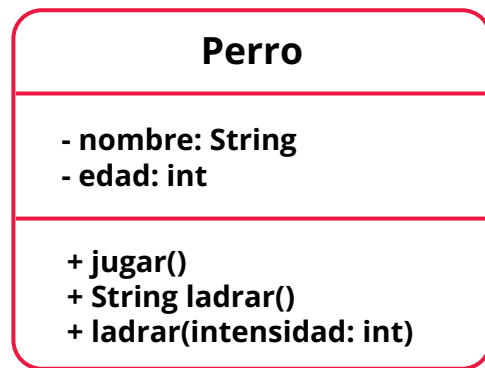 Perro
- nombre: String
- edad: int
+ jugar()
+ String ladrar()
+ ladrar(intensidad: int)